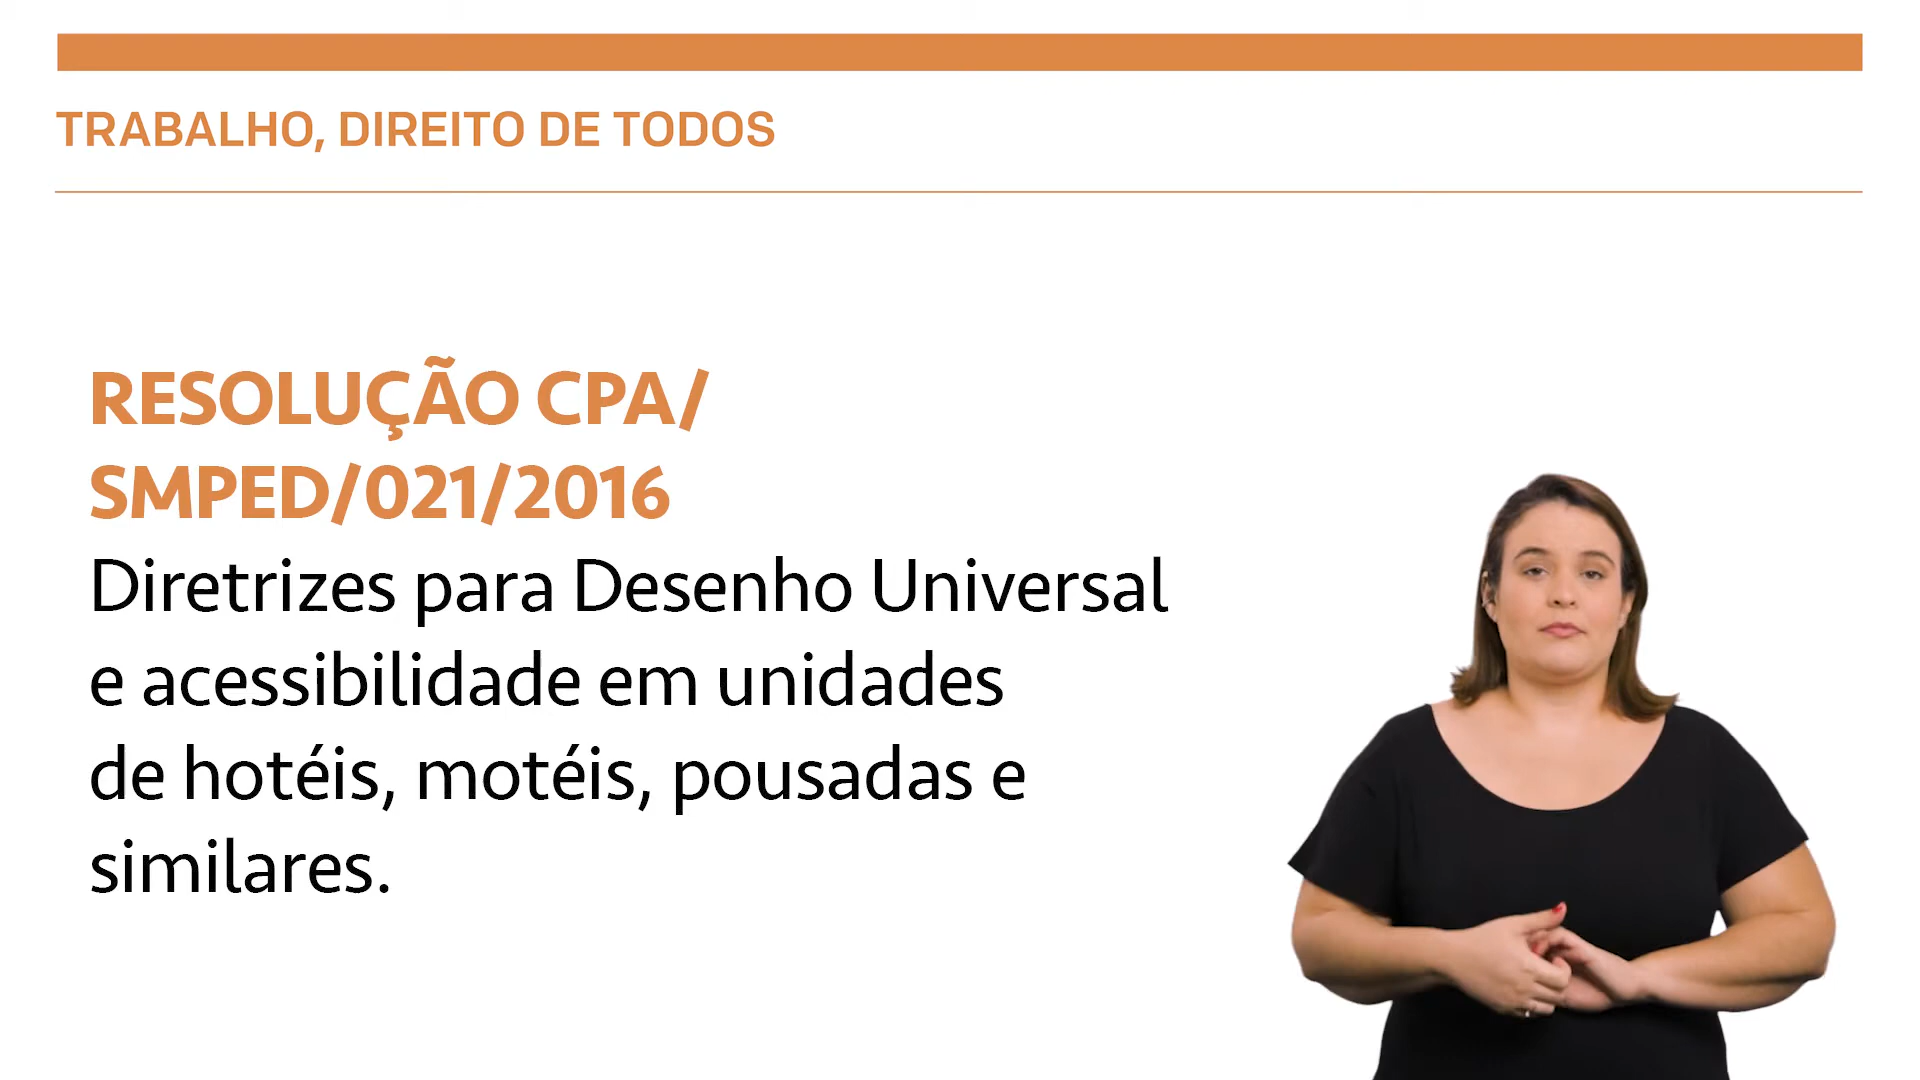 TRABALHO, DIREITO DE TODOS
RESOLUÇÃO CPA/
SMPED/021/2016
Diretrizes para Desenho Universal
e acessibilidade em unidades
de hotéis, motéis, pousadas e
similares.